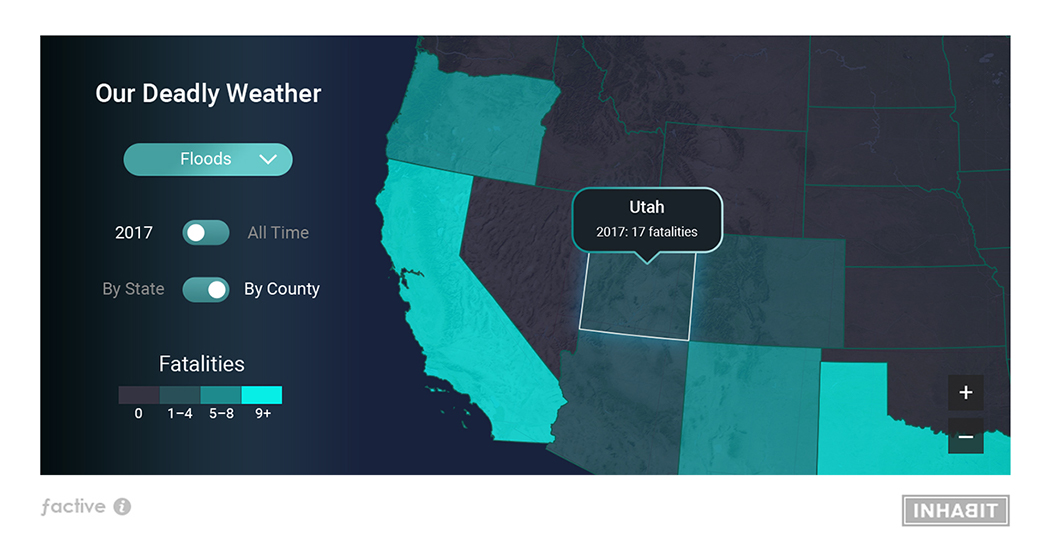 Our Deadly Weather
Floods
2017 All Time
By State By County
Fatalities
0 1–4 5–8 9+
Utah
2017: 17 fatalities
+
−
factive i
INHABIT